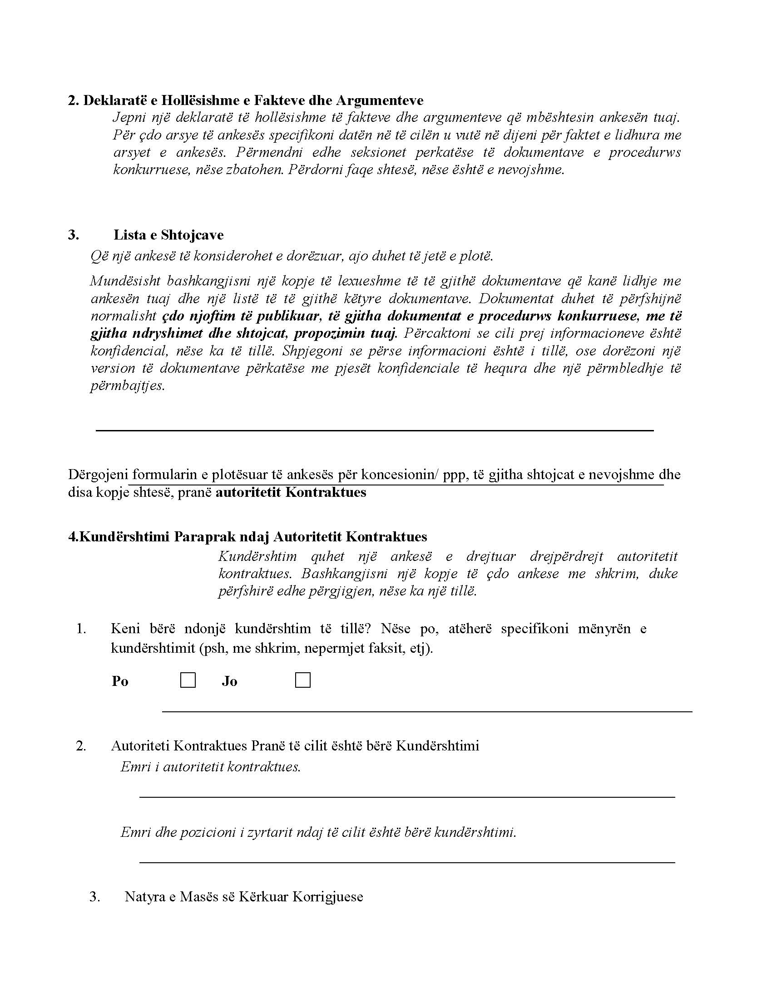 2. Deklaratë e Hollësishme e Fakteve dhe Argumenteve
Jepni një deklaratë të hollësishme të fakteve dhe argumenteve që mbështesin ankesën tuaj.
Për çdo arsye të ankesës specifikoni datën në të cilën u vutë në dijeni për faktet e lidhura me
arsyet e ankesës. Përmendni edhe seksionet perkatëse të dokumentave e procedurws
konkurruese, nëse zbatohen. Përdorni faqe shtesë, nëse është e nevojshme.
3. Lista e Shtojcave
Që një ankesë të konsiderohet e dorëzuar, ajo duhet të jetë e plotë.
Mundësisht bashkangjisni një kopje të lexueshme të të gjithë dokumentave që kanë lidhje me
ankesën tuaj dhe një listë të të gjithë këtyre dokumentave. Dokumentat duhet të përfshijnë
normalisht çdo njoftim të publikuar, të gjitha dokumentat e procedurws konkurruese, me të
gjitha ndryshimet dhe shtojcat, propozimin tuaj. Përcaktoni se cili prej informacioneve është
konfidencial, nëse ka të tillë. Shpjegoni se përse informacioni është i tillë, ose dorëzoni një
version të dokumentave përkatëse me pjesët konfidenciale të hequra dhe një përmbledhje të
përmbajtjes.
Dërgojeni formularin e plotësuar të ankesës për koncesionin/ ppp, të gjitha shtojcat e nevojshme dhe
disa kopje shtesë, pranë autoritetit Kontraktues
4.Kundërshtimi Paraprak ndaj Autoritetit Kontraktues
Kundërshtim quhet një ankesë e drejtuar drejpërdrejt autoritetit
kontraktues. Bashkangjisni një kopje të çdo ankese me shkrim, duke
përfshirë edhe përgjigjen, nëse ka një tillë.
1. Keni bërë ndonjë kundërshtim të tillë? Nëse po, atëherë specifikoni mënyrën e
kundërshtimit (psh, me shkrim, nepermjet faksit, etj).
Po Jo
2. Autoriteti Kontraktues Pranë të cilit është bërë Kundërshtimi
Emri i autoritetit kontraktues.
Emri dhe pozicioni i zyrtarit ndaj të cilit është bërë kundërshtimi.
3. Natyra e Masës së Kërkuar Korrigjuese